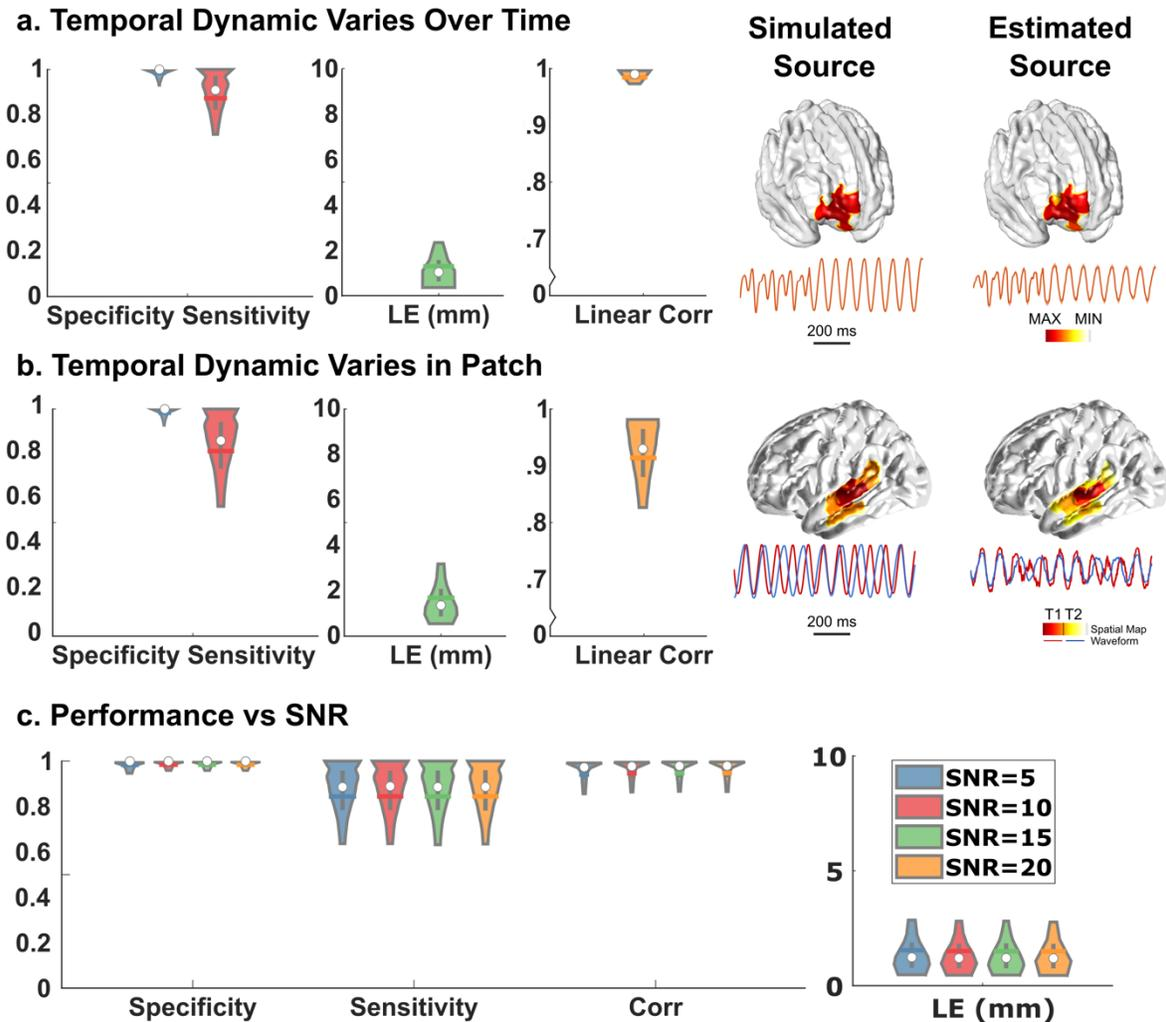 a. Temporal Dynamic Varies Over Time
Simulated Source
Estimated Source
1
0.8
0.6
0.4
0.2
0
Specificity Sensitivity
10
8
6
4
2
0
LE (mm)
1
.9
.8
.7
0
Linear Corr
200 ms
MAX MIN
b. Temporal Dynamic Varies in Patch
1
0.8
0.6
0.4
0.2
0
Specificity Sensitivity
10
8
6
4
2
0
LE (mm)
1
.9
.8
.7
0
Linear Corr
200 ms
T1 T2
Spatial Map
Waveform
c. Performance vs SNR
1
0.8
0.6
0.4
0.2
0
Specificity
Sensitivity
Corr
10
5
0
SNR=5
SNR=10
SNR=15
SNR=20
LE (mm)